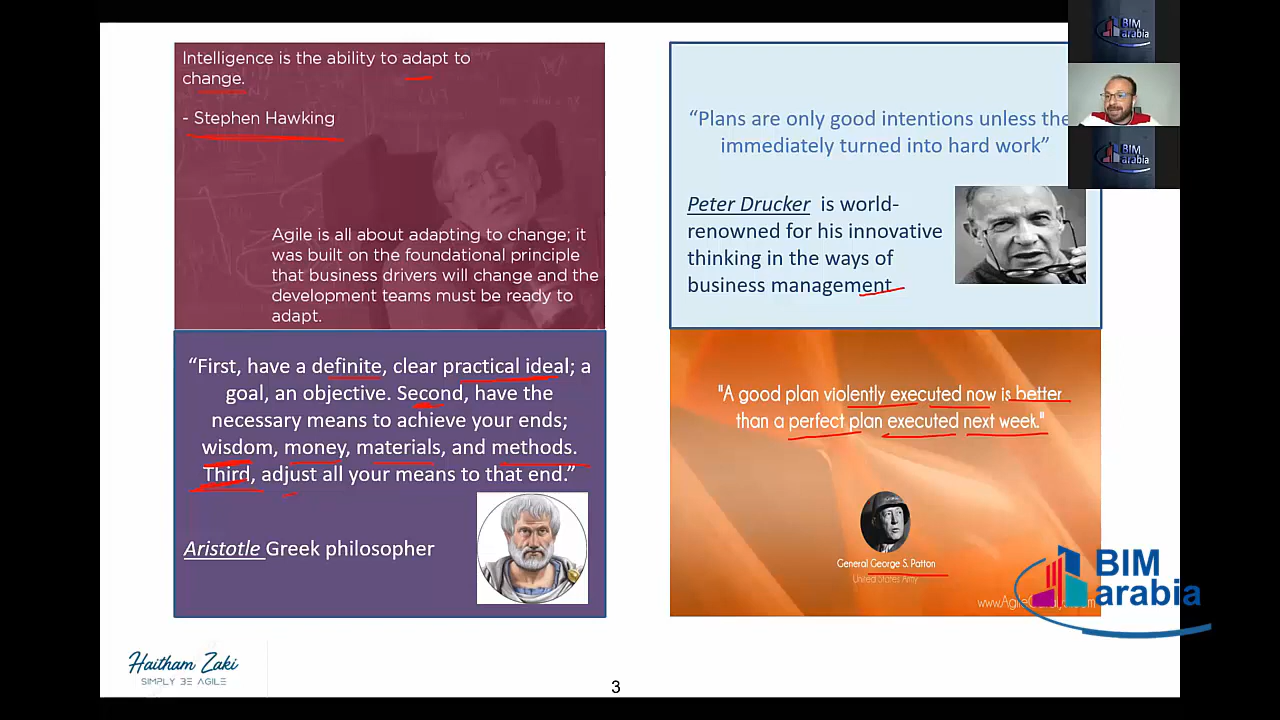 Intelligence is the ability to adapt to
change.
- Stephen Hawking
Agile is all about adapting to change; it
was built on the foundational principle
that business drivers will change and the
development teams must be ready to
adapt.
“Plans are only good intentions unless the
immediately turned into hard work”
Peter Drucker is world-
renowned for his innovative
thinking in the ways of
business management
“First, have a definite, clear practical ideal; a
goal, an objective. Second, have the
necessary means to achieve your ends;
wisdom, money, materials, and methods.
Third, adjust all your means to that end.”
Aristotle Greek philosopher
"A good plan violently executed now is better
than a perfect plan executed next week."
General George S. Patton
United States Army
BIM
arabia
BIM
arabia
BIM
arabia
Haitham Zaki
SIMPLY BE AGILE
3